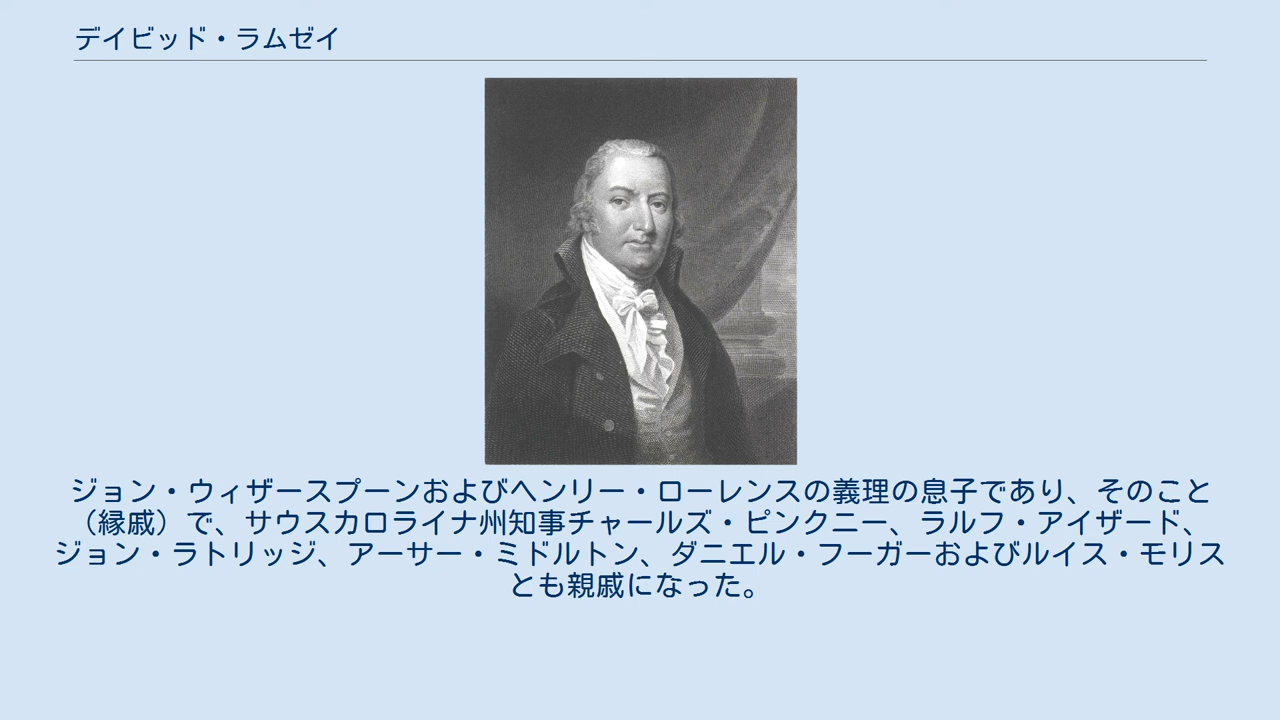 デイビッド・ラムゼイ
ジョン・ウィザースプーンおよびヘンリー・ローレンスの義理の息子であり、そのこと
（縁戚）で、サウスカロライナ州知事チャールズ・ピンクニー、ラルフ・アイザード、
ジョン・ラトリッジ、アーサー・ミドルトン、ダニエル・フーガーおよびルイス・モリス
とも親戚になった。